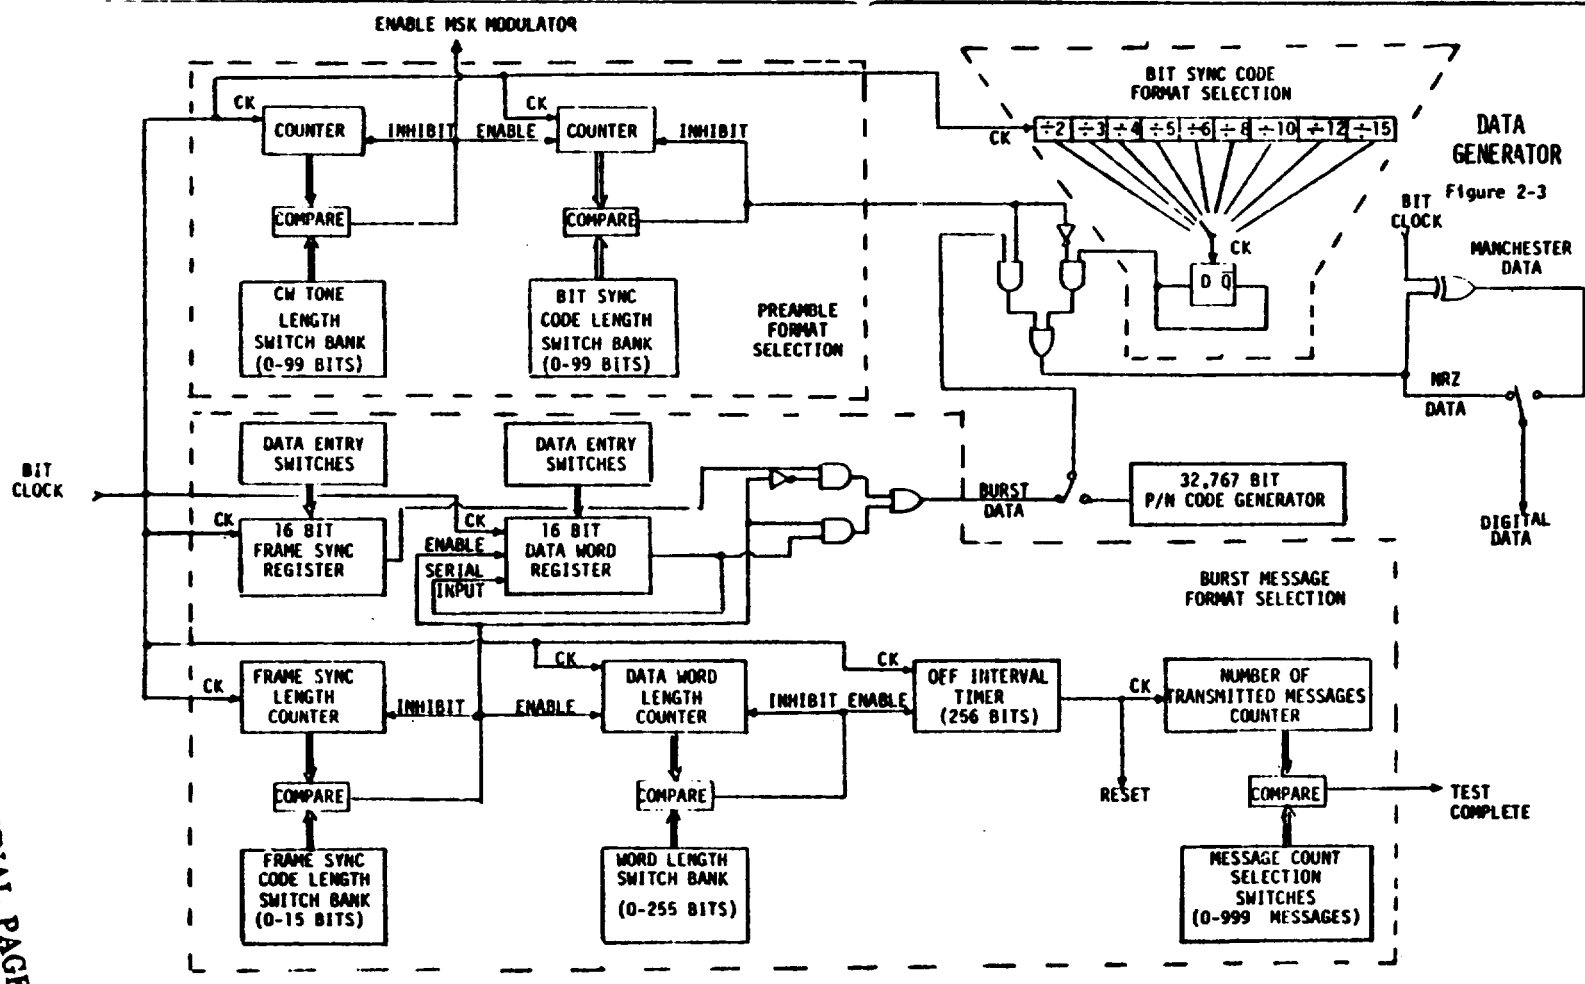 ENABLE MSK MODULATOR
CK
COUNTER
INHIBIT
ENABLE
CK
COUNTER
INHIBIT
COMPARE
COMPARE
CW TONE
LENGTH
SWITCH BANK
(0-99 BITS)
BIT SYNC
CODE LENGTH
SWITCH BANK
(0-99 BITS)
PREAMBLE
FORMAT
SELECTION
BIT SYNC CODE
FORMAT SELECTION
CK
÷2 ÷3 ÷4 ÷5 ÷6 ÷8 ÷10 ÷12 ÷15
CK
D Q̅
DATA
GENERATOR
Figure 2-3
BIT
CLOCK
MANCHESTER
DATA
NRZ
DATA
DIGITAL
DATA
BIT
CLOCK
DATA ENTRY
SWITCHES
DATA ENTRY
SWITCHES
CK
16 BIT
FRAME SYNC
REGISTER
CK
ENABLE
SERIAL
INPUT
16 BIT
DATA WORD
REGISTER
BURST
DATA
32,767 BIT
P/N CODE GENERATOR
BURST MESSAGE
FORMAT SELECTION
CK
FRAME SYNC
LENGTH
COUNTER
INHIBIT
ENABLE
CK
DATA WORD
LENGTH
COUNTER
INHIBIT
ENABLE
CK
OFF INTERVAL
TIMER
(256 BITS)
CK
NUMBER OF
TRANSMITTED MESSAGES
COUNTER
COMPARE
COMPARE
RESET
COMPARE
TEST
COMPLETE
FRAME SYNC
CODE LENGTH
SWITCH BANK
(0-15 BITS)
WORD LENGTH
SWITCH BANK
(0-255 BITS)
MESSAGE COUNT
SELECTION
SWITCHES
(0-999 MESSAGES)
PAGE